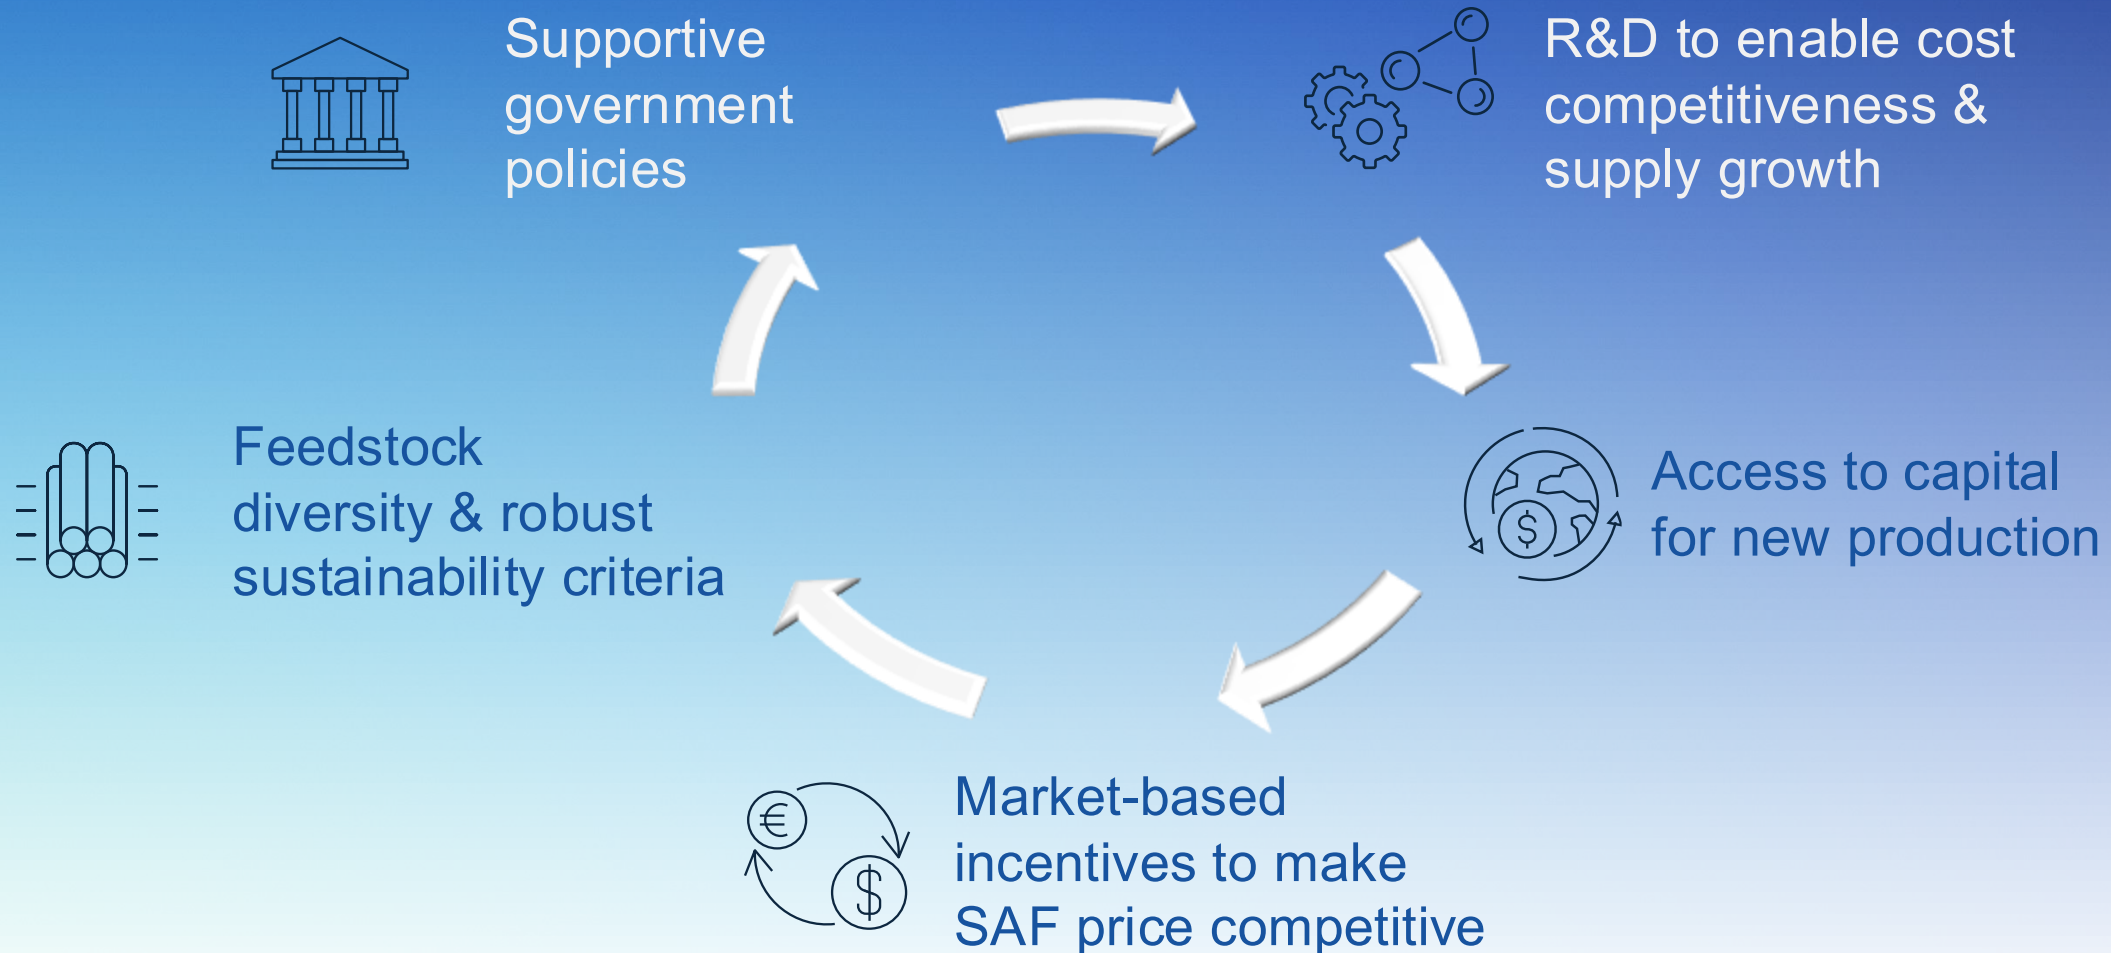 Supportive
government
policies
R&D to enable cost
competitiveness &
supply growth
Feedstock
diversity & robust
sustainability criteria
Access to capital
for new production
Market-based
incentives to make
SAF price competitive
€
$
$